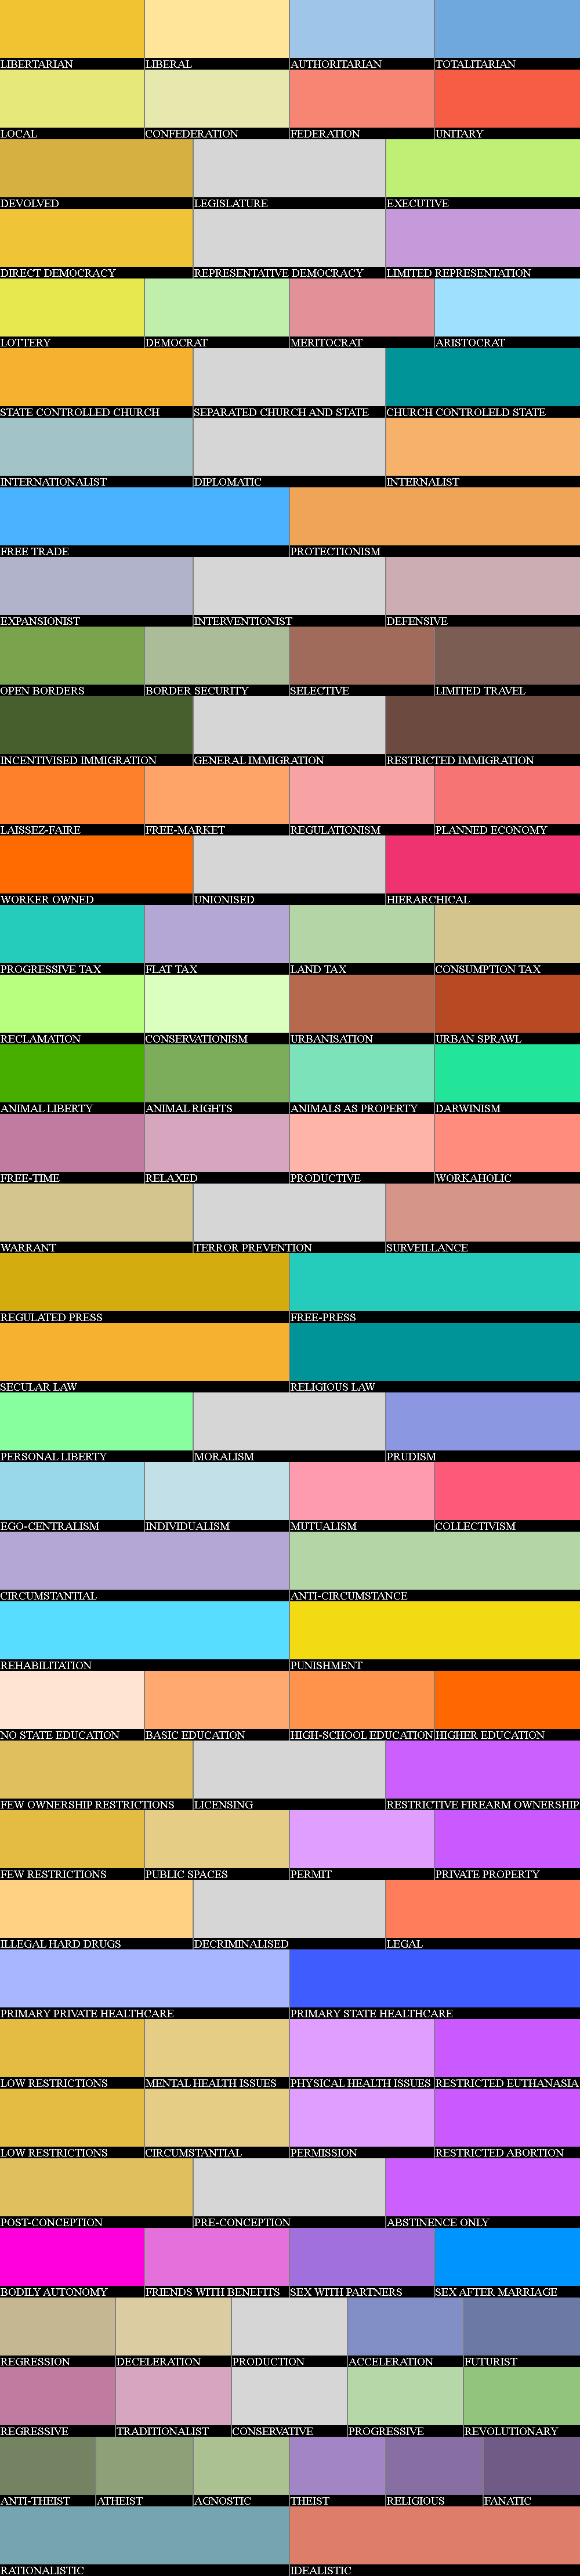 LIBERTARIAN LIBERAL AUTHORITARIAN TOTALITARIAN
LOCAL CONFEDERATION FEDERATION UNITARY
DEVOLVED LEGISLATURE EXECUTIVE
DIRECT DEMOCRACY REPRESENTATIVE DEMOCRACY LIMITED REPRESENTATION
LOTTERY DEMOCRAT MERITOCRAT ARISTOCRAT
STATE CONTROLLED CHURCH SEPARATED CHURCH AND STATE CHURCH CONTROLELD STATE
INTERNATIONALIST DIPLOMATIC INTERNALIST
FREE TRADE PROTECTIONISM
EXPANSIONIST INTERVENTIONIST DEFENSIVE
OPEN BORDERS BORDER SECURITY SELECTIVE LIMITED TRAVEL
INCENTIVISED IMMIGRATION GENERAL IMMIGRATION RESTRICTED IMMIGRATION
LAISSEZ-FAIRE FREE-MARKET REGULATIONISM PLANNED ECONOMY
WORKER OWNED UNIONISED HIERARCHICAL
PROGRESSIVE TAX FLAT TAX LAND TAX CONSUMPTION TAX
RECLAMATION CONSERVATIONISM URBANISATION URBAN SPRAWL
ANIMAL LIBERTY ANIMAL RIGHTS ANIMALS AS PROPERTY DARWINISM
FREE-TIME RELAXED PRODUCTIVE WORKAHOLIC
WARRANT TERROR PREVENTION SURVEILLANCE
REGULATED PRESS FREE-PRESS
SECULAR LAW RELIGIOUS LAW
PERSONAL LIBERTY MORALISM PRUDISM
EGO-CENTRALISM INDIVIDUALISM MUTUALISM COLLECTIVISM
CIRCUMSTANTIAL ANTI-CIRCUMSTANCE
REHABILITATION PUNISHMENT
NO STATE EDUCATION BASIC EDUCATION HIGH-SCHOOL EDUCATION HIGHER EDUCATION
FEW OWNERSHIP RESTRICTIONS LICENSING RESTRICTIVE FIREARM OWNERSHIP
FEW RESTRICTIONS PUBLIC SPACES PERMIT PRIVATE PROPERTY
ILLEGAL HARD DRUGS DECRIMINALISED LEGAL
PRIMARY PRIVATE HEALTHCARE PRIMARY STATE HEALTHCARE
LOW RESTRICTIONS MENTAL HEALTH ISSUES PHYSICAL HEALTH ISSUES RESTRICTED EUTHANASIA
LOW RESTRICTIONS CIRCUMSTANTIAL PERMISSION RESTRICTED ABORTION
POST-CONCEPTION PRE-CONCEPTION ABSTINENCE ONLY
BODILY AUTONOMY FRIENDS WITH BENEFITS SEX WITH PARTNERS SEX AFTER MARRIAGE
REGRESSION DECELERATION PRODUCTION ACCELERATION FUTURIST
REGRESSIVE TRADITIONALIST CONSERVATIVE PROGRESSIVE REVOLUTIONARY
ANTI-THEIST ATHEIST AGNOSTIC THEIST RELIGIOUS FANATIC
RATIONALISTIC IDEALISTIC